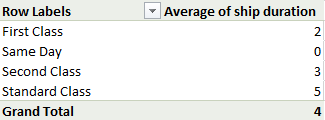 Row Labels Average of ship duration
First Class 2
Same Day 0
Second Class 3
Standard Class 5
Grand Total 4